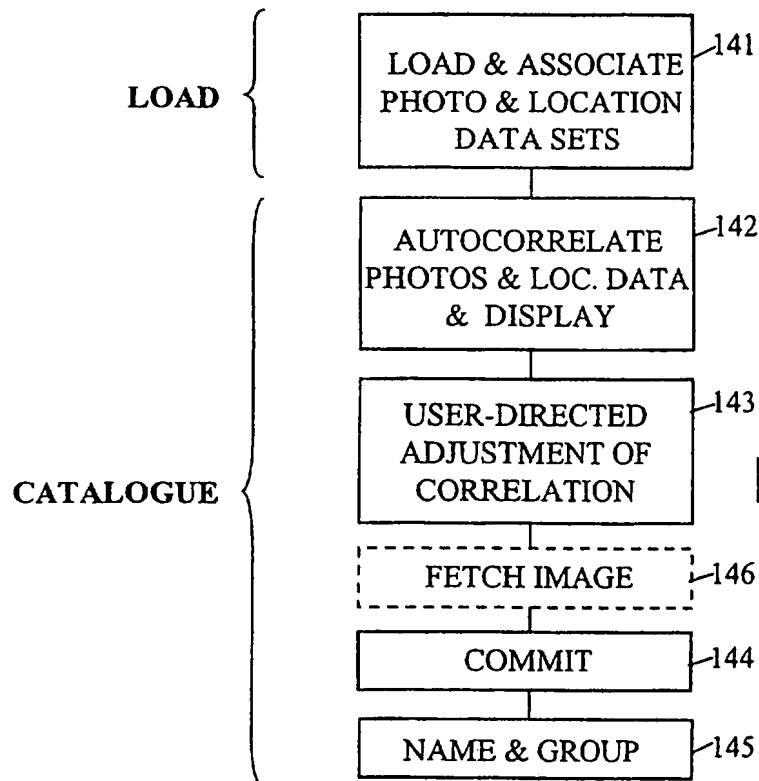 LOAD
LOAD & ASSOCIATE
PHOTO & LOCATION
DATA SETS
141
CATALOGUE
AUTOCORRELATE
PHOTOS & LOC. DATA
& DISPLAY
142
USER-DIRECTED
ADJUSTMENT OF
CORRELATION
143
FETCH IMAGE
146
COMMIT
144
NAME & GROUP
145